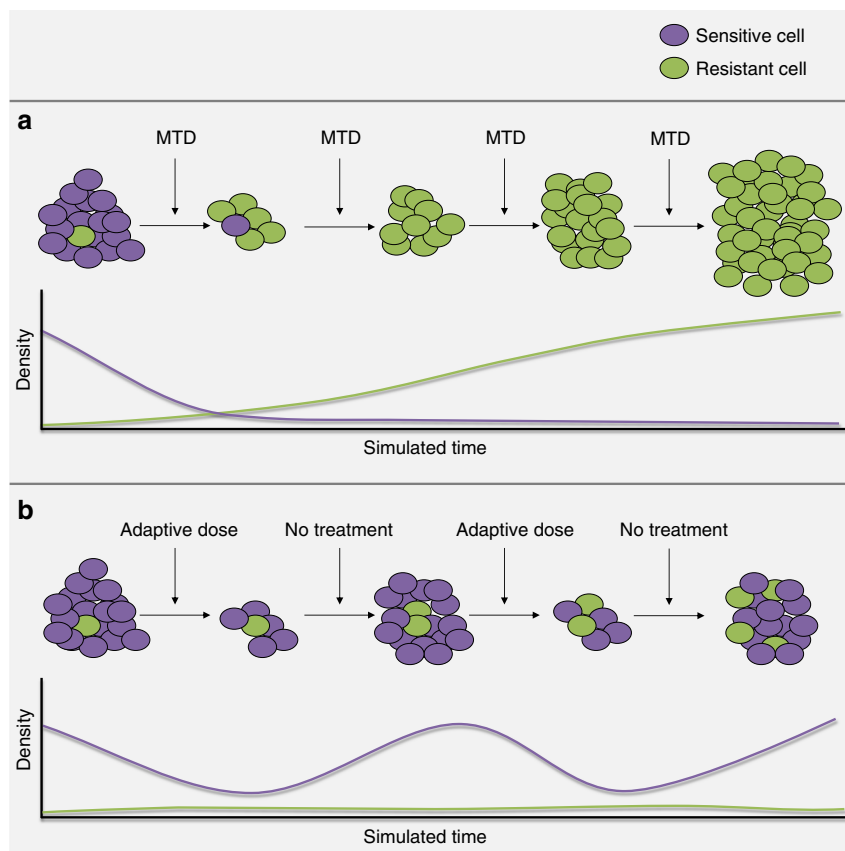 Sensitive cell
Resistant cell
a
MTD MTD MTD MTD
Density
Simulated time
b
Adaptive dose No treatment Adaptive dose No treatment
Density
Simulated time